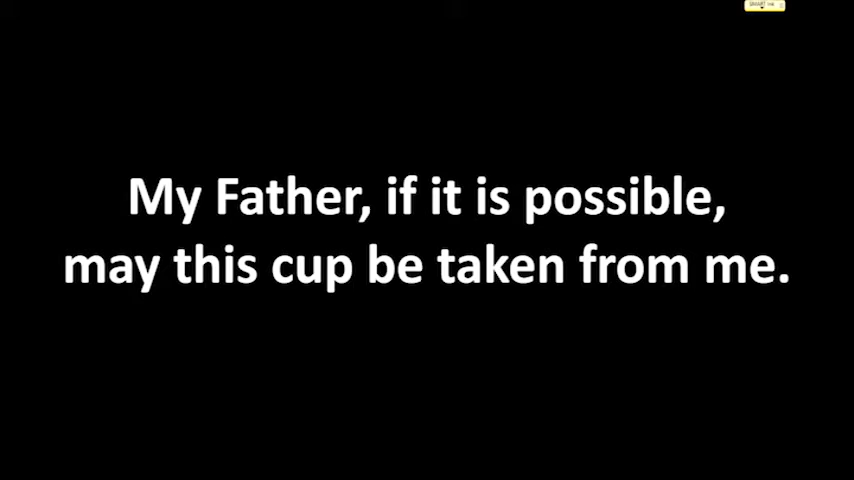 My Father, if it is possible,
may this cup be taken from me.